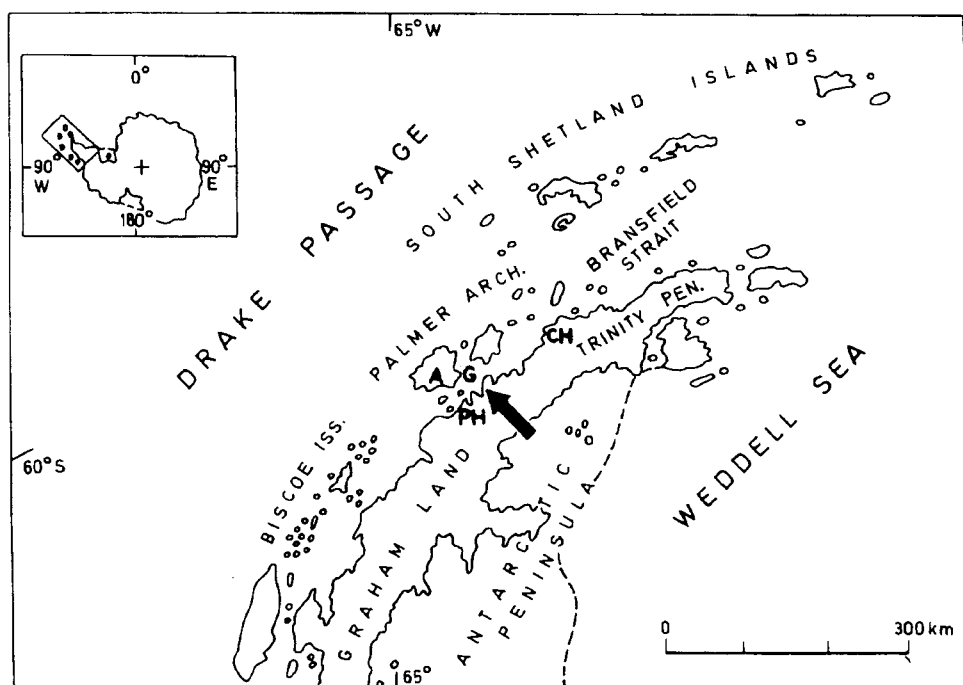 65°W
0°
90°
W
90°
E
180°
DRAKE PASSAGE
SOUTH SHETLAND ISLANDS
BRANSFIELD
STRAIT
PALMER ARCH.
TRINITY PEN.
CH
A
G
PH
WEDDELL SEA
60°S
BISCOE ISS.
GRAHAM LAND
ANTARCTIC
PENINSULA
65°
0
300 km